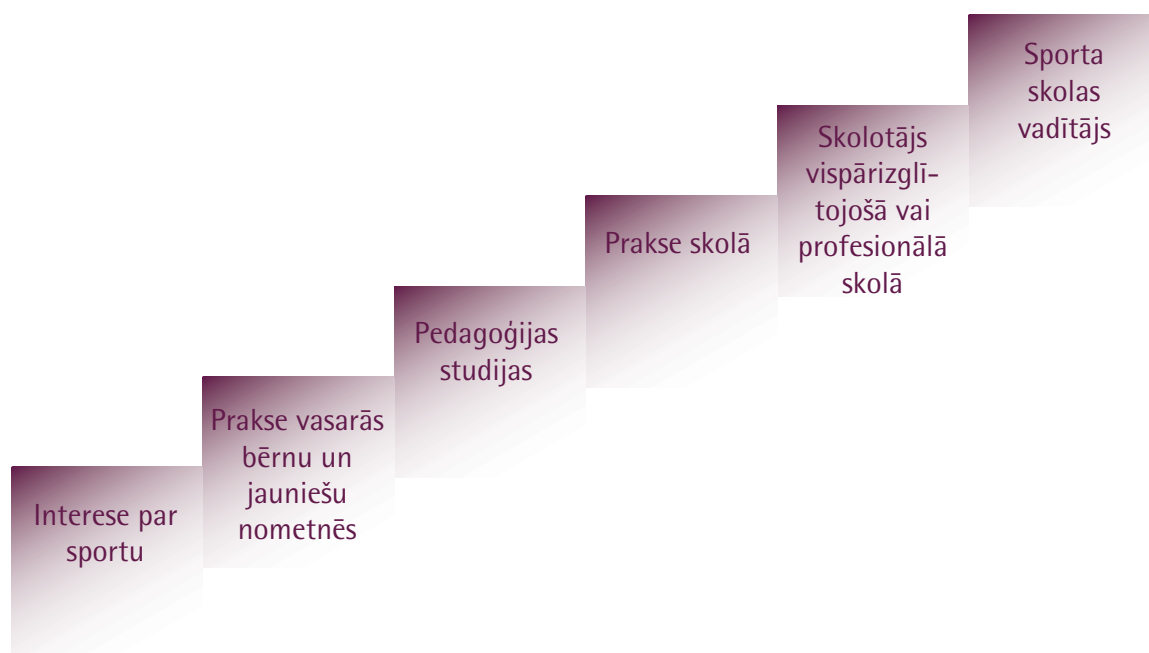 Interese par
sportu
Prakse vasarās
bērnu un
jauniešu
nometnēs
Pedagoģijas
studijas
Prakse skolā
Skolotājs
vispārizglī-
tojošā vai
profesionālā
skolā
Sporta
skolas
vadītājs